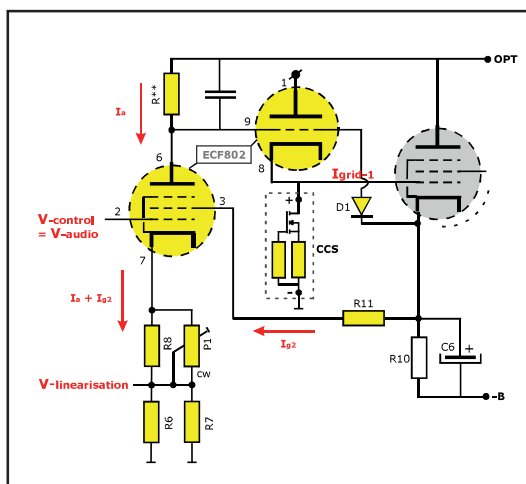 OPT
R**
Ia
1
9
ECF802
6
8
Igrid-1
D1
V-control
= V-audio
2
3
+
CCS
-
7
Ia + Ig2
R11
Ig2
R8
P1
cw
R10
C6
+
V-linearisation
-B
R6
R7